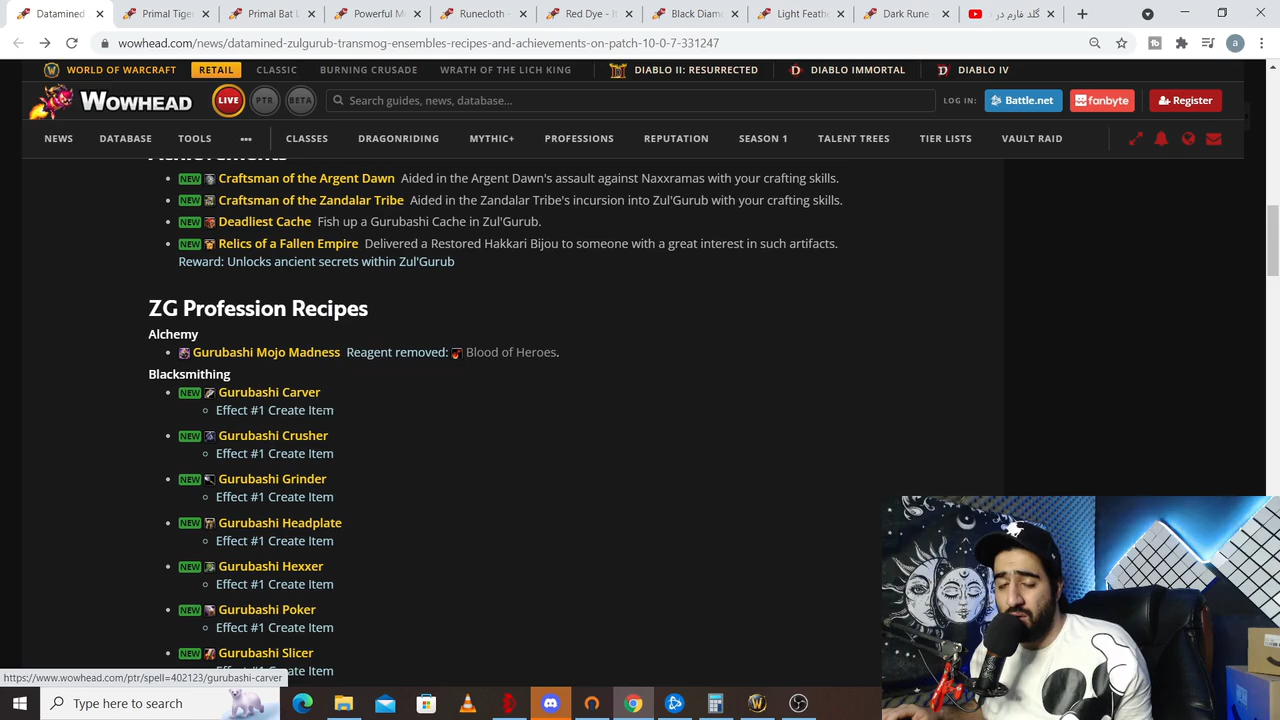 Datamined
Primal Tige
Primal Bat L
Powerful M
Runecloth -
Red Dye - It
Black Diam
Light Feath
Dark Rune -
گلد فارم در د
wowhead.com/news/datamined-zulgurub-transmog-ensembles-recipes-and-achievements-on-patch-10-0-7-331247
a
WORLD OF WARCRAFT
RETAIL
CLASSIC
BURNING CRUSADE
WRATH OF THE LICH KING
DIABLO II: RESURRECTED
DIABLO IMMORTAL
DIABLO IV
WOWHEAD
LIVE
PTR
BETA
Search guides, news, database...
LOG IN:
Battle.net
fanbyte
Register
NEWS
DATABASE
TOOLS
•••
CLASSES
DRAGONRIDING
MYTHIC+
PROFESSIONS
REPUTATION
SEASON 1
TALENT TREES
TIER LISTS
VAULT RAID
Achievements
NEW Craftsman of the Argent Dawn Aided in the Argent Dawn's assault against Naxxramas with your crafting skills.
NEW Craftsman of the Zandalar Tribe Aided in the Zandalar Tribe's incursion into Zul'Gurub with your crafting skills.
NEW Deadliest Cache Fish up a Gurubashi Cache in Zul'Gurub.
NEW Relics of a Fallen Empire Delivered a Restored Hakkari Bijou to someone with a great interest in such artifacts.
Reward: Unlocks ancient secrets within Zul'Gurub
ZG Profession Recipes
Alchemy
Gurubashi Mojo Madness Reagent removed: Blood of Heroes.
Blacksmithing
NEW Gurubashi Carver
Effect #1 Create Item
NEW Gurubashi Crusher
Effect #1 Create Item
NEW Gurubashi Grinder
Effect #1 Create Item
NEW Gurubashi Headplate
Effect #1 Create Item
NEW Gurubashi Hexxer
Effect #1 Create Item
NEW Gurubashi Poker
Effect #1 Create Item
NEW Gurubashi Slicer
Effect #1 Create Item
https://www.wowhead.com/ptr/spell=402123/gurubashi-carver
Type here to search